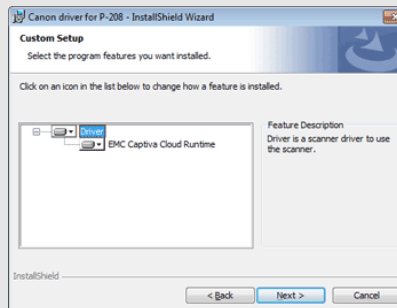 Canon driver for P-208 - InstallShield Wizard
Custom Setup
Select the program features you want installed.
Click on an icon in the list below to change how a feature is installed.
Driver
EMC Captiva Cloud Runtime
Feature Description
Driver is a scanner driver to use
the scanner.
InstallShield
< Back
Next >
Cancel